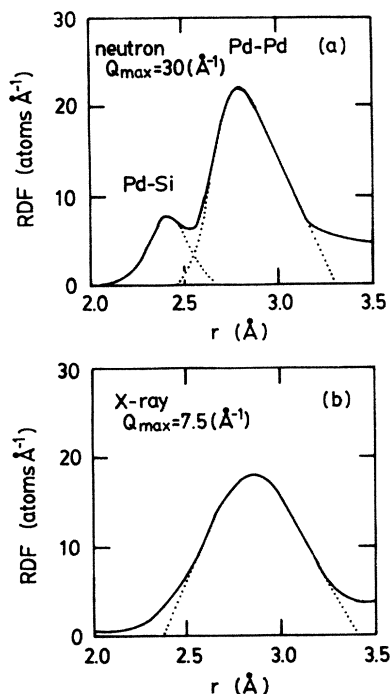 neutron Pd-Pd (a)
Qmax=30(Å⁻¹)
Pd-Si
RDF (atoms Å⁻¹)
30
20
10
0
2.0 2.5 3.0 3.5
r (Å)
X-ray (b)
Qmax=7.5(Å⁻¹)
RDF (atoms Å⁻¹)
30
20
10
0
2.0 2.5 3.0 3.5
r (Å)